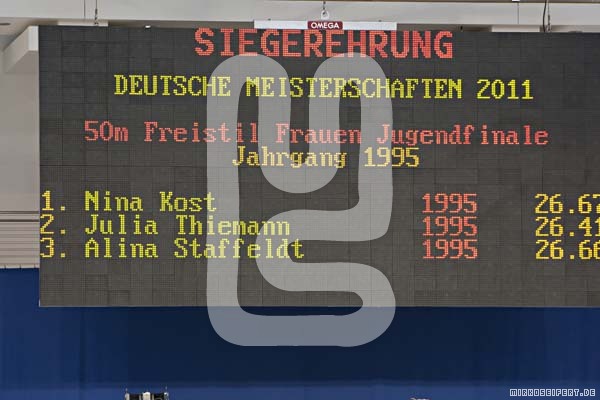 OMEGA
SIEGEREHRUNG
DEUTSCHE MEISTERSCHAFTEN 2011
50m Freistil Frauen Jugendfinale
Jahrgang 1995
1. Nina Kost 1995 26.67
2. Julia Thiemann 1995 26.41
3. Alina Staffeldt 1995 26.66
MIRKOSEIFERT.DE